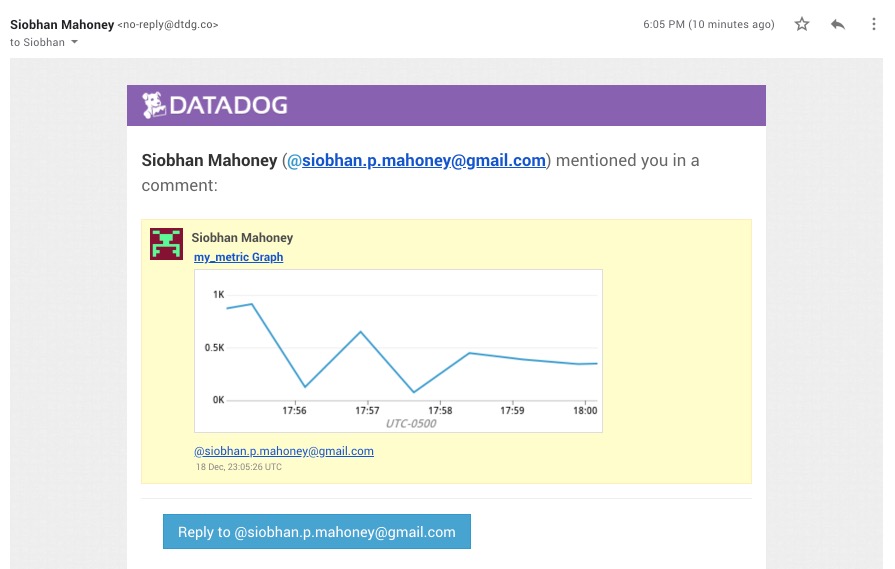 Siobhan Mahoney <no-reply@dtdg.co>
6:05 PM (10 minutes ago)
to Siobhan
DATADOG
Siobhan Mahoney (@siobhan.p.mahoney@gmail.com) mentioned you in a
comment:
Siobhan Mahoney
my_metric Graph
1K
0.5K
0K
17:56 17:57 17:58 17:59 18:00
UTC-0500
@siobhan.p.mahoney@gmail.com
18 Dec, 23:05:26 UTC
Reply to @siobhan.p.mahoney@gmail.com